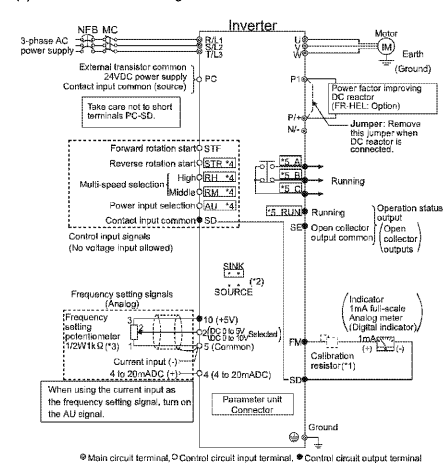 Inverter
NFB MC
3-phase AC
power supply
R/L1
S/L2
T/L3
U
V
W
Motor
IM
Earth
(Ground)
External transistor common
24VDC power supply
Contact input common (source)
PC
Take care not to short
terminals PC-SD.
P1
Power factor improving
DC reactor
(FR-HEL: Option)
P/+
N/-
Jumper: Remove
this jumper when
DC reactor is
connected.
Forward rotation start STF
Reverse rotation start STR *4
High RH *4
Multi-speed selection
Middle RM *4
Power input selection AU *4
Contact input common SD
Control input signals
(No voltage input allowed)
*5 A
*5 B
*5 C
Running
*5 RUN Running
Operation status
output
SE Open collector
output common
(Open
collector
outputs)
SINK
(*2)
SOURCE
Frequency setting signals
(Analog)
Frequency
setting
potentiometer
1/2W1kΩ (*3)
3
2
1
10 (+5V)
2 (DC 0 to 5V
DC 0 to 10V) Selected
5 (Common)
Current input (-)
4 to 20mADC (+) 4 (4 to 20mADC)
When using the current input as
the frequency setting signal, turn on
the AU signal.
Indicator
1mA full-scale
Analog meter
(Digital indicator)
1mA
FM
(+) (-)
Calibration
resistor(*1)
SD
Parameter unit
Connector
Ground
Main circuit terminal, Control circuit input terminal, Control circuit output terminal